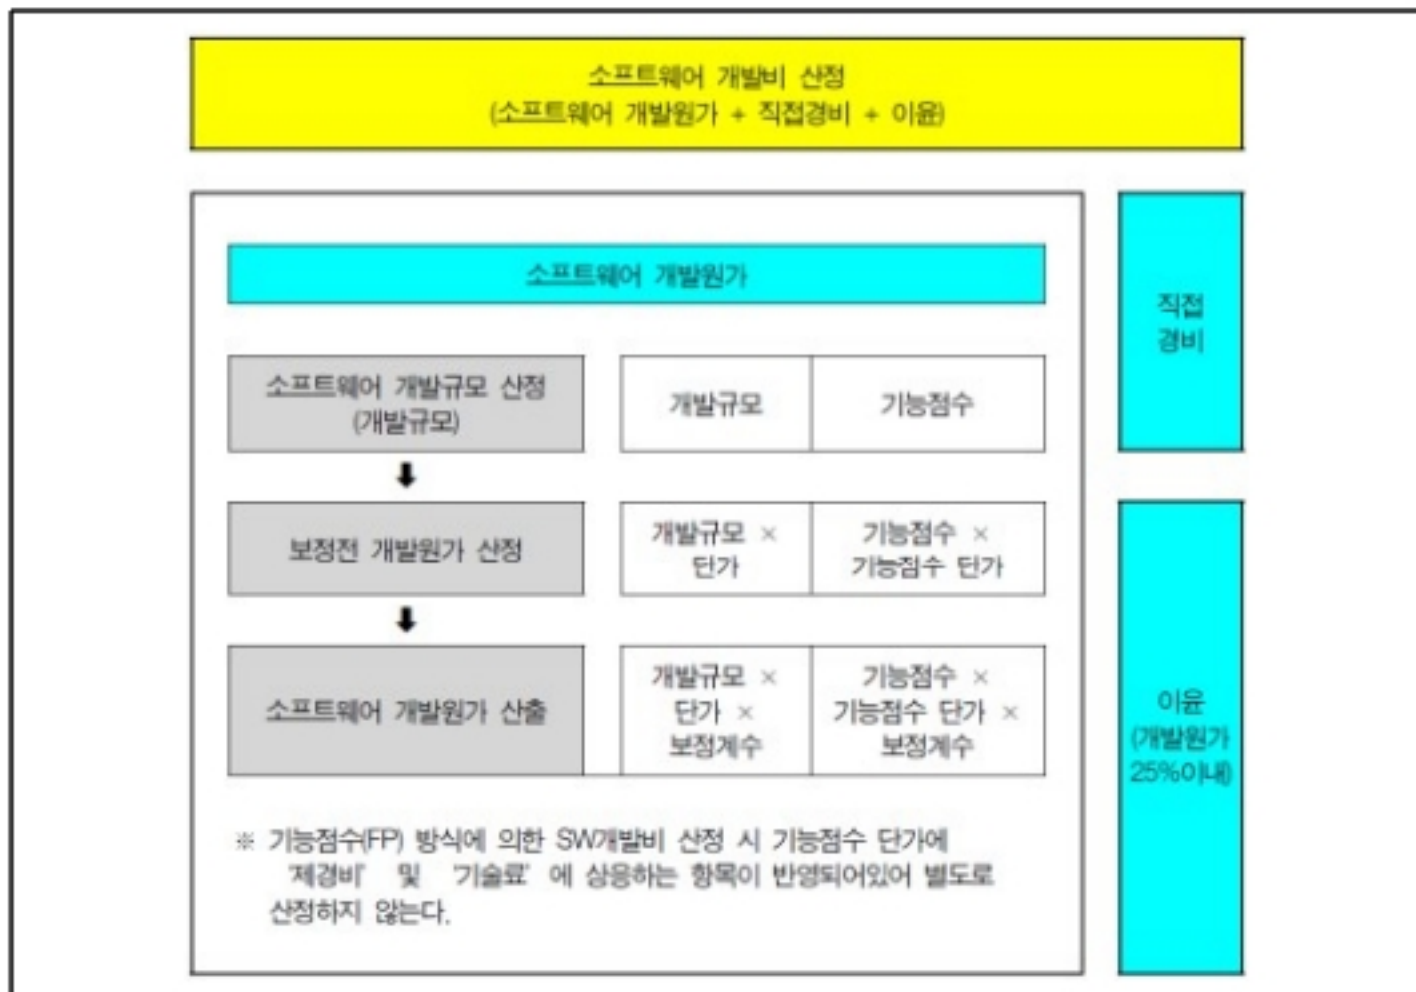 소프트웨어 개발비 산정
(소프트웨어 개발원가 + 직접경비 + 이윤)
소프트웨어 개발원가
직접
경비
소프트웨어 개발규모 산정
(개발규모)
개발규모
기능점수
보정전 개발원가 산정
개발규모 ×
단가
기능점수 ×
기능점수 단가
소프트웨어 개발원가 산출
개발규모 ×
단가 ×
보정계수
기능점수 ×
기능점수 단가 ×
보정계수
이윤
(개발원가
25%이내)
※ 기능점수(FP) 방식에 의한 SW개발비 산정 시 기능점수 단가에
'제경비' 및 '기술료' 에 상응하는 항목이 반영되어있어 별도로
산정하지 않는다.